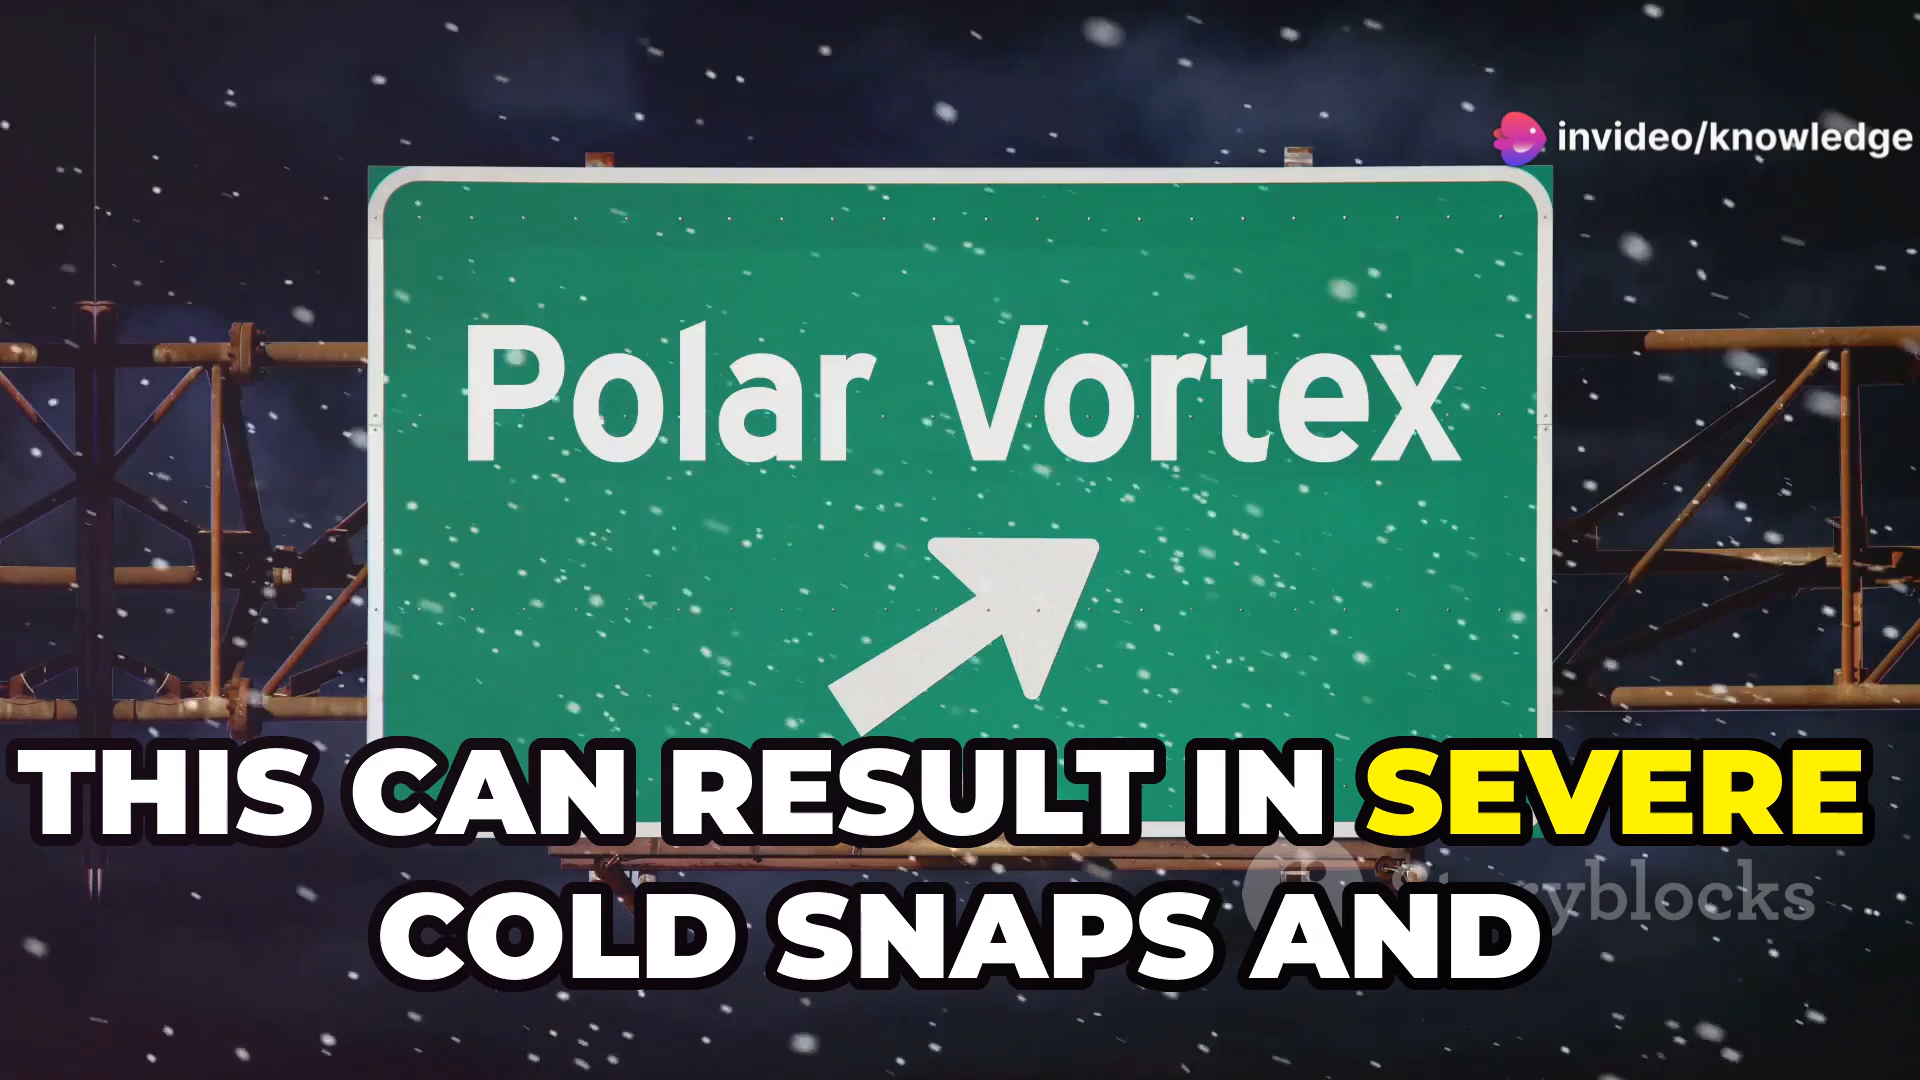 invideo/knowledge
Polar Vortex
THIS CAN RESULT IN SEVERE
COLD SNAPS AND